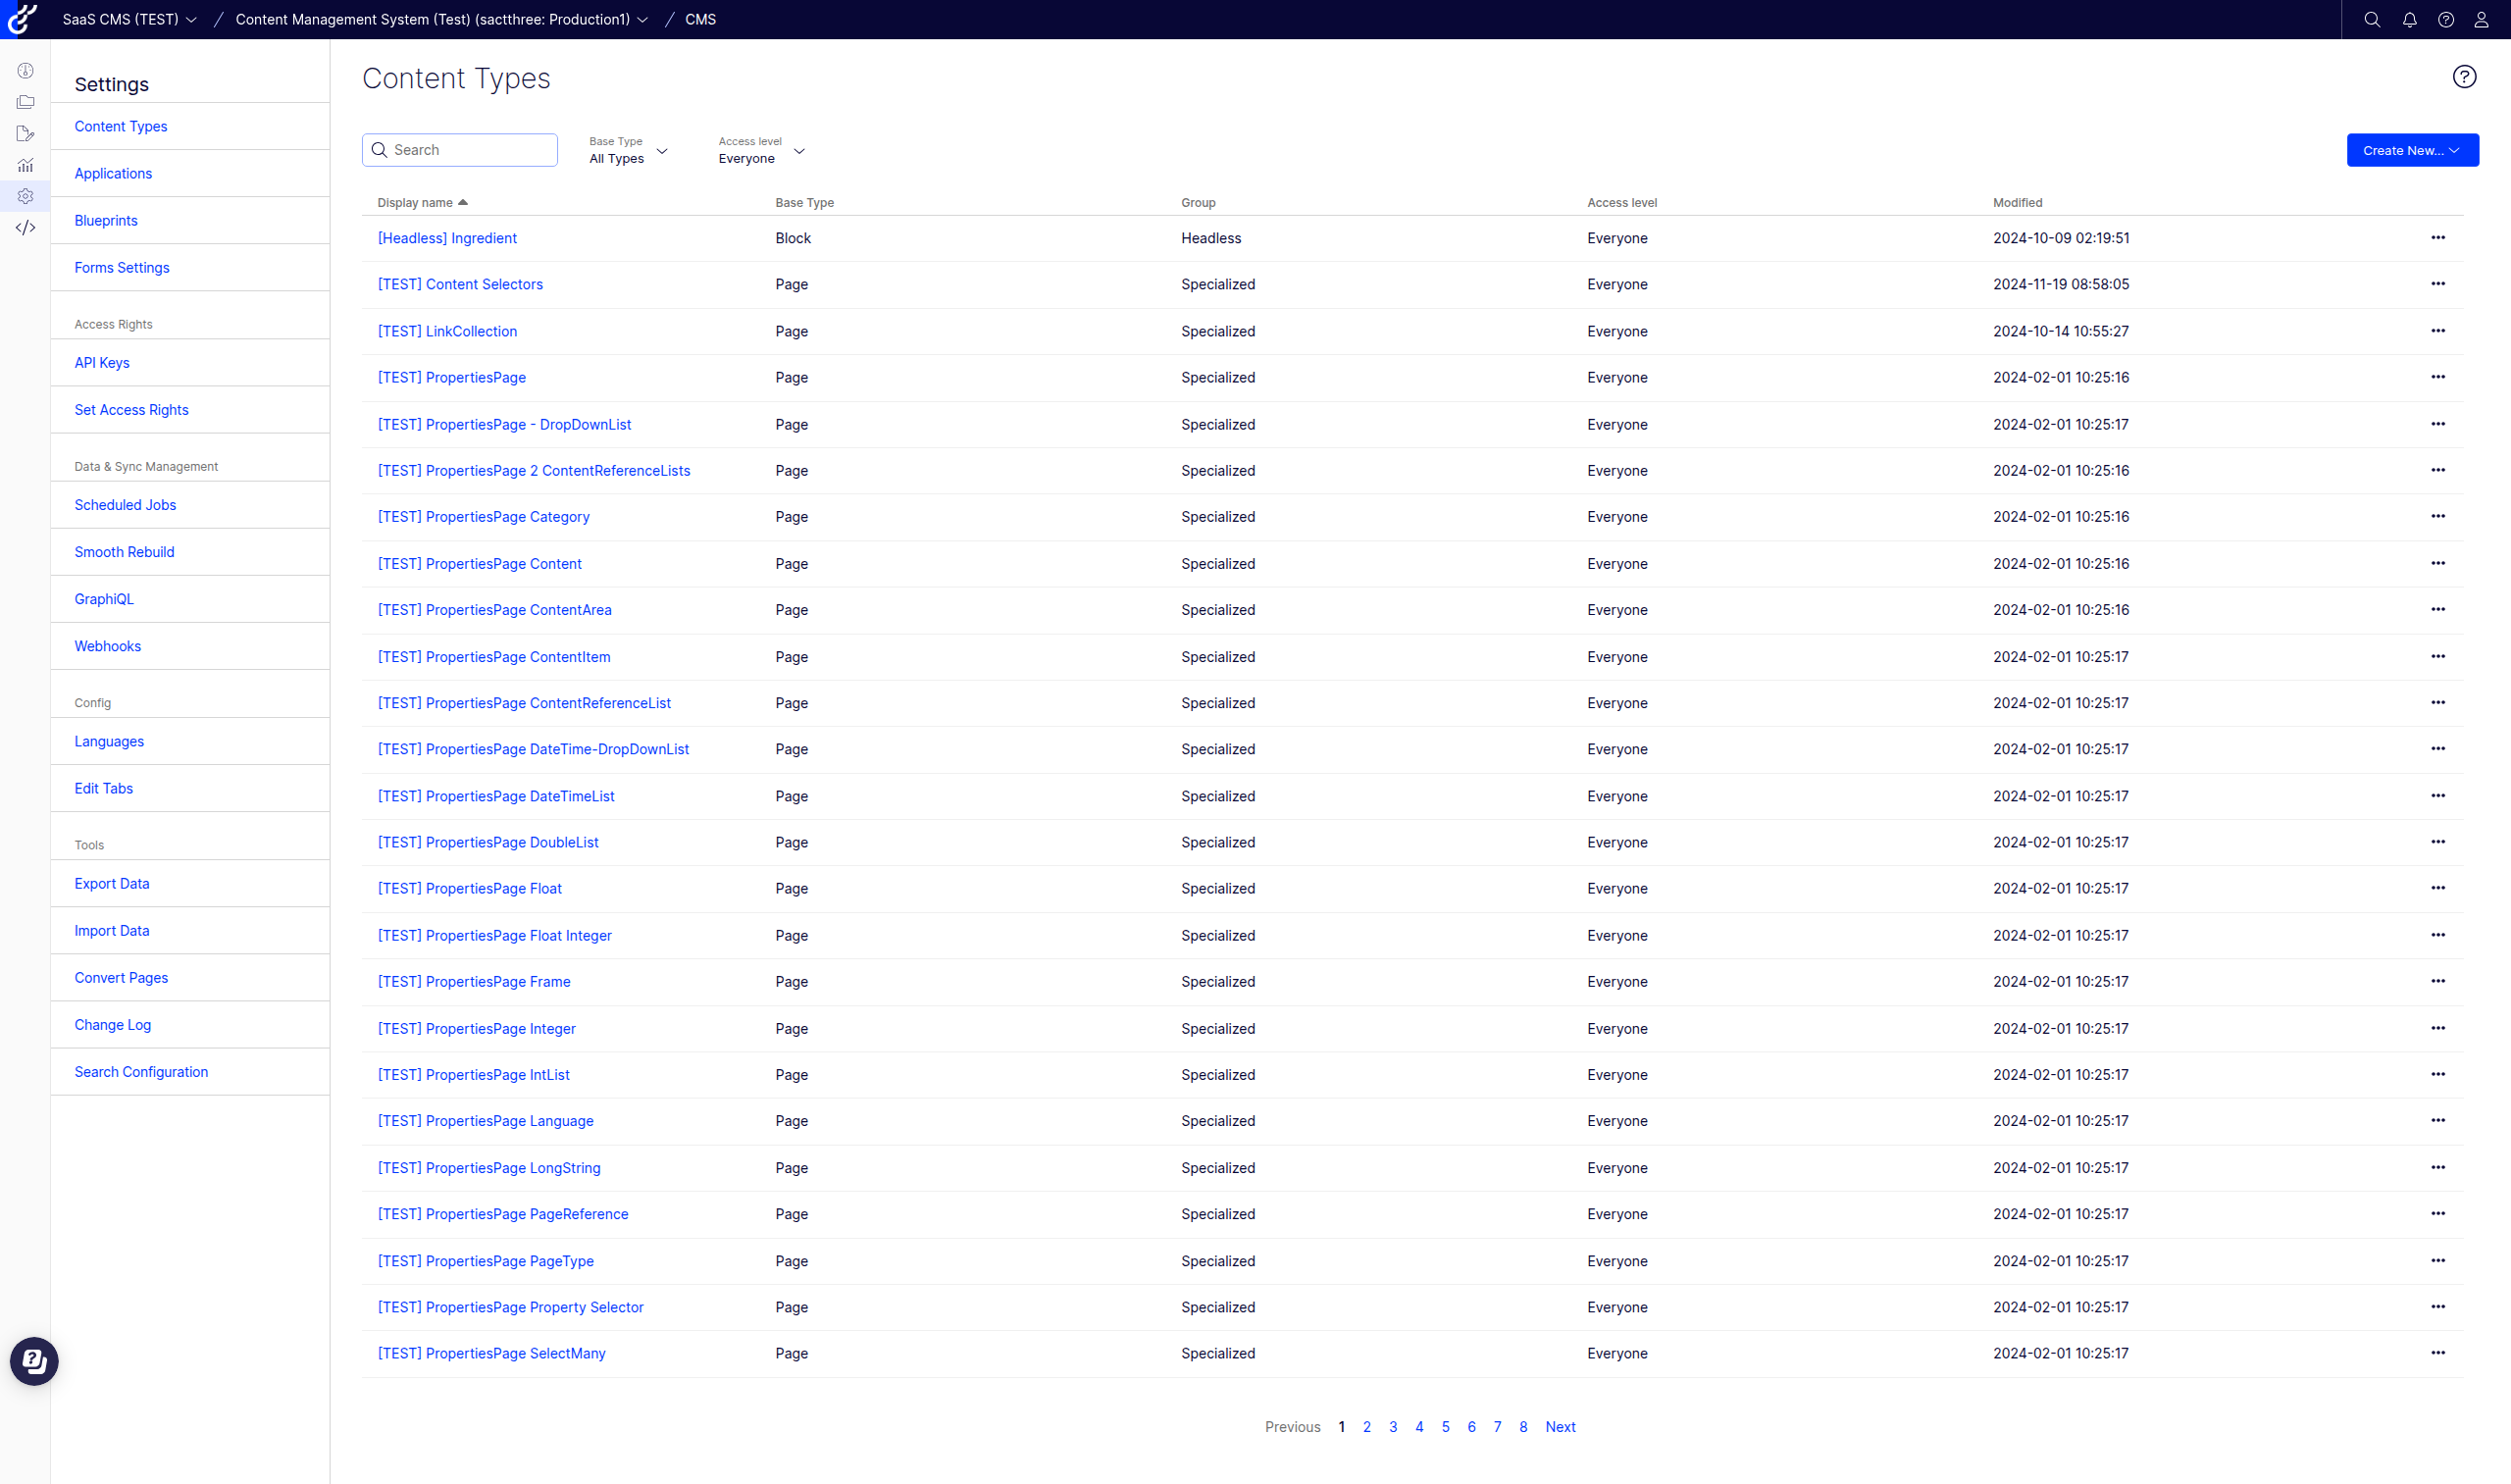 SaaS CMS (TEST) / Content Management System (Test) (sactthree: Production1) / CMS
Settings
Content Types
Applications
Blueprints
Forms Settings
Access Rights
API Keys
Set Access Rights
Data & Sync Management
Scheduled Jobs
Smooth Rebuild
GraphiQL
Webhooks
Config
Languages
Edit Tabs
Tools
Export Data
Import Data
Convert Pages
Change Log
Search Configuration
Content Types
Search
Base Type
All Types
Access level
Everyone
Create New...
Display name Base Type Group Access level Modified
[Headless] Ingredient Block Headless Everyone 2024-10-09 02:19:51
[TEST] Content Selectors Page Specialized Everyone 2024-11-19 08:58:05
[TEST] LinkCollection Page Specialized Everyone 2024-10-14 10:55:27
[TEST] PropertiesPage Page Specialized Everyone 2024-02-01 10:25:16
[TEST] PropertiesPage - DropDownList Page Specialized Everyone 2024-02-01 10:25:17
[TEST] PropertiesPage 2 ContentReferenceLists Page Specialized Everyone 2024-02-01 10:25:16
[TEST] PropertiesPage Category Page Specialized Everyone 2024-02-01 10:25:16
[TEST] PropertiesPage Content Page Specialized Everyone 2024-02-01 10:25:16
[TEST] PropertiesPage ContentArea Page Specialized Everyone 2024-02-01 10:25:16
[TEST] PropertiesPage ContentItem Page Specialized Everyone 2024-02-01 10:25:17
[TEST] PropertiesPage ContentReferenceList Page Specialized Everyone 2024-02-01 10:25:17
[TEST] PropertiesPage DateTime-DropDownList Page Specialized Everyone 2024-02-01 10:25:17
[TEST] PropertiesPage DateTimeList Page Specialized Everyone 2024-02-01 10:25:17
[TEST] PropertiesPage DoubleList Page Specialized Everyone 2024-02-01 10:25:17
[TEST] PropertiesPage Float Page Specialized Everyone 2024-02-01 10:25:17
[TEST] PropertiesPage Float Integer Page Specialized Everyone 2024-02-01 10:25:17
[TEST] PropertiesPage Frame Page Specialized Everyone 2024-02-01 10:25:17
[TEST] PropertiesPage Integer Page Specialized Everyone 2024-02-01 10:25:17
[TEST] PropertiesPage IntList Page Specialized Everyone 2024-02-01 10:25:17
[TEST] PropertiesPage Language Page Specialized Everyone 2024-02-01 10:25:17
[TEST] PropertiesPage LongString Page Specialized Everyone 2024-02-01 10:25:17
[TEST] PropertiesPage PageReference Page Specialized Everyone 2024-02-01 10:25:17
[TEST] PropertiesPage PageType Page Specialized Everyone 2024-02-01 10:25:17
[TEST] PropertiesPage Property Selector Page Specialized Everyone 2024-02-01 10:25:17
[TEST] PropertiesPage SelectMany Page Specialized Everyone 2024-02-01 10:25:17
Previous 1 2 3 4 5 6 7 8 Next